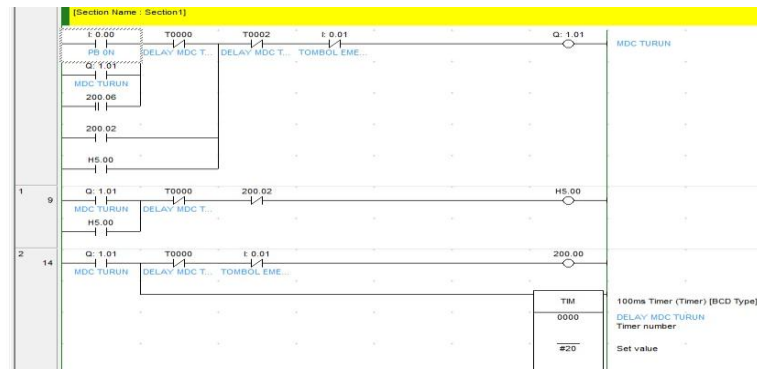 [Section Name : Section1]
I: 0.00 T0000 T0002 I: 0.01 Q: 1.01
PB ON DELAY MDC T... DELAY MDC T... TOMBOL EME... MDC TURUN
Q: 1.01
MDC TURUN
200.06
200.02
H5.00
1
9
Q: 1.01 T0000 200.02 H5.00
MDC TURUN DELAY MDC T...
H5.00
2
14
Q: 1.01 T0000 I: 0.01 200.00
MDC TURUN DELAY MDC T... TOMBOL EME...
TIM 100ms Timer (Timer) [BCD Type]
0000 DELAY MDC TURUN
Timer number
#20 Set value